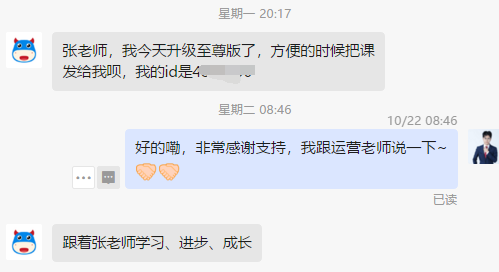 星期一 20:17
张老师，我今天升级至尊版了，方便的时候把课
发给我呗，我的id是4
星期二 08:46
10/22 08:46
好的嘞，非常感谢支持，我跟运营老师说一下~
已读
跟着张老师学习、进步、成长